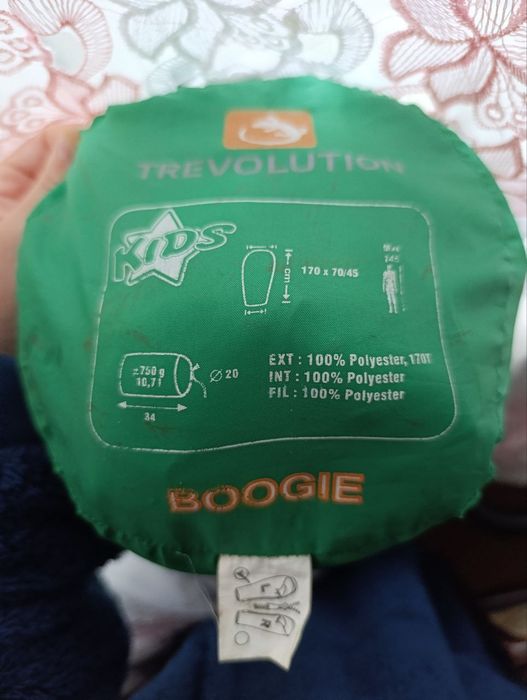 TREVOLUTION
KIDS
cm
170 x 70/45
145
±750 g
10,7 l
⌀ 20
34
EXT : 100% Polyester, 170T
INT : 100% Polyester
FIL : 100% Polyester
BOOGIE
L
R